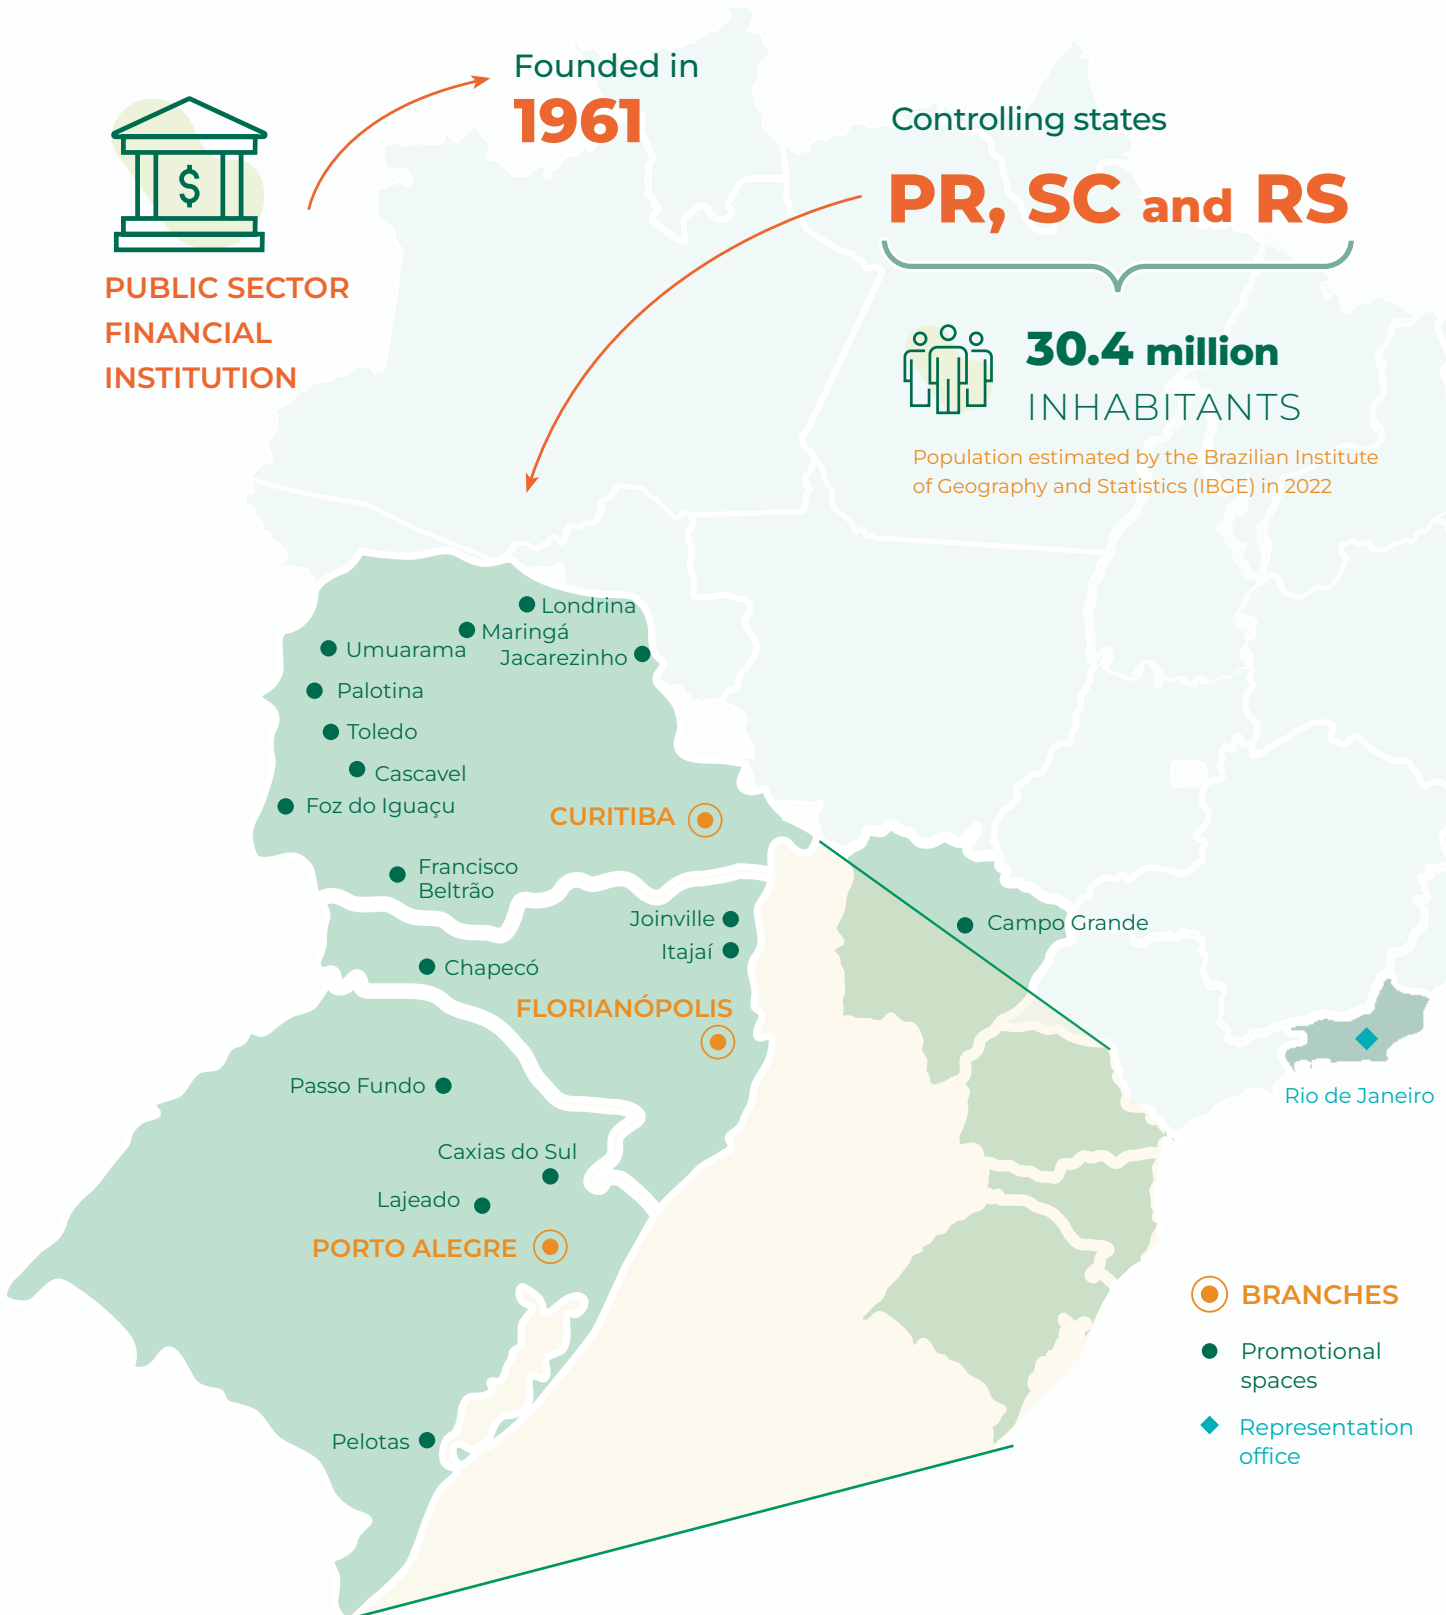 Founded in
1961
PUBLIC SECTOR
FINANCIAL
INSTITUTION
$
Controlling states
PR, SC and RS
30.4 million
INHABITANTS
Population estimated by the Brazilian Institute
of Geography and Statistics (IBGE) in 2022
Londrina
Maringá
Umuarama
Jacarezinho
Palotina
Toledo
Cascavel
Foz do Iguaçu
CURITIBA
Francisco
Beltrão
Joinville
Itajaí
Chapecó
FLORIANÓPOLIS
Campo Grande
Rio de Janeiro
Passo Fundo
Caxias do Sul
Lajeado
PORTO ALEGRE
Pelotas
BRANCHES
Promotional
spaces
Representation
office